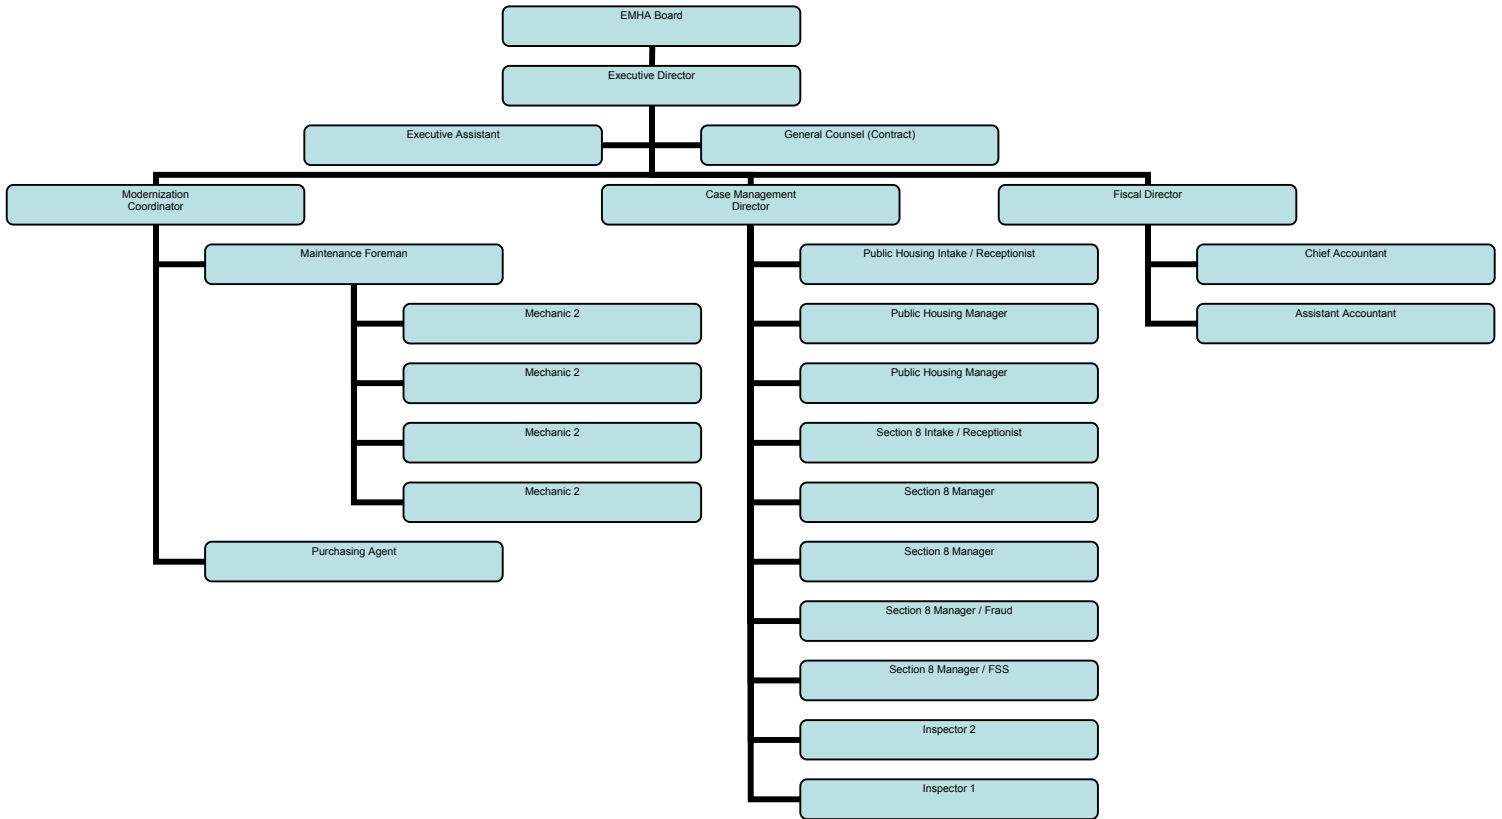 EMHA Board
Executive Director
Executive Assistant
General Counsel (Contract)
Modernization
Coordinator
Case Management
Director
Fiscal Director
Maintenance Foreman
Mechanic 2
Mechanic 2
Mechanic 2
Mechanic 2
Purchasing Agent
Public Housing Intake / Receptionist
Public Housing Manager
Public Housing Manager
Section 8 Intake / Receptionist
Section 8 Manager
Section 8 Manager
Section 8 Manager / Fraud
Section 8 Manager / FSS
Inspector 2
Inspector 1
Chief Accountant
Assistant Accountant